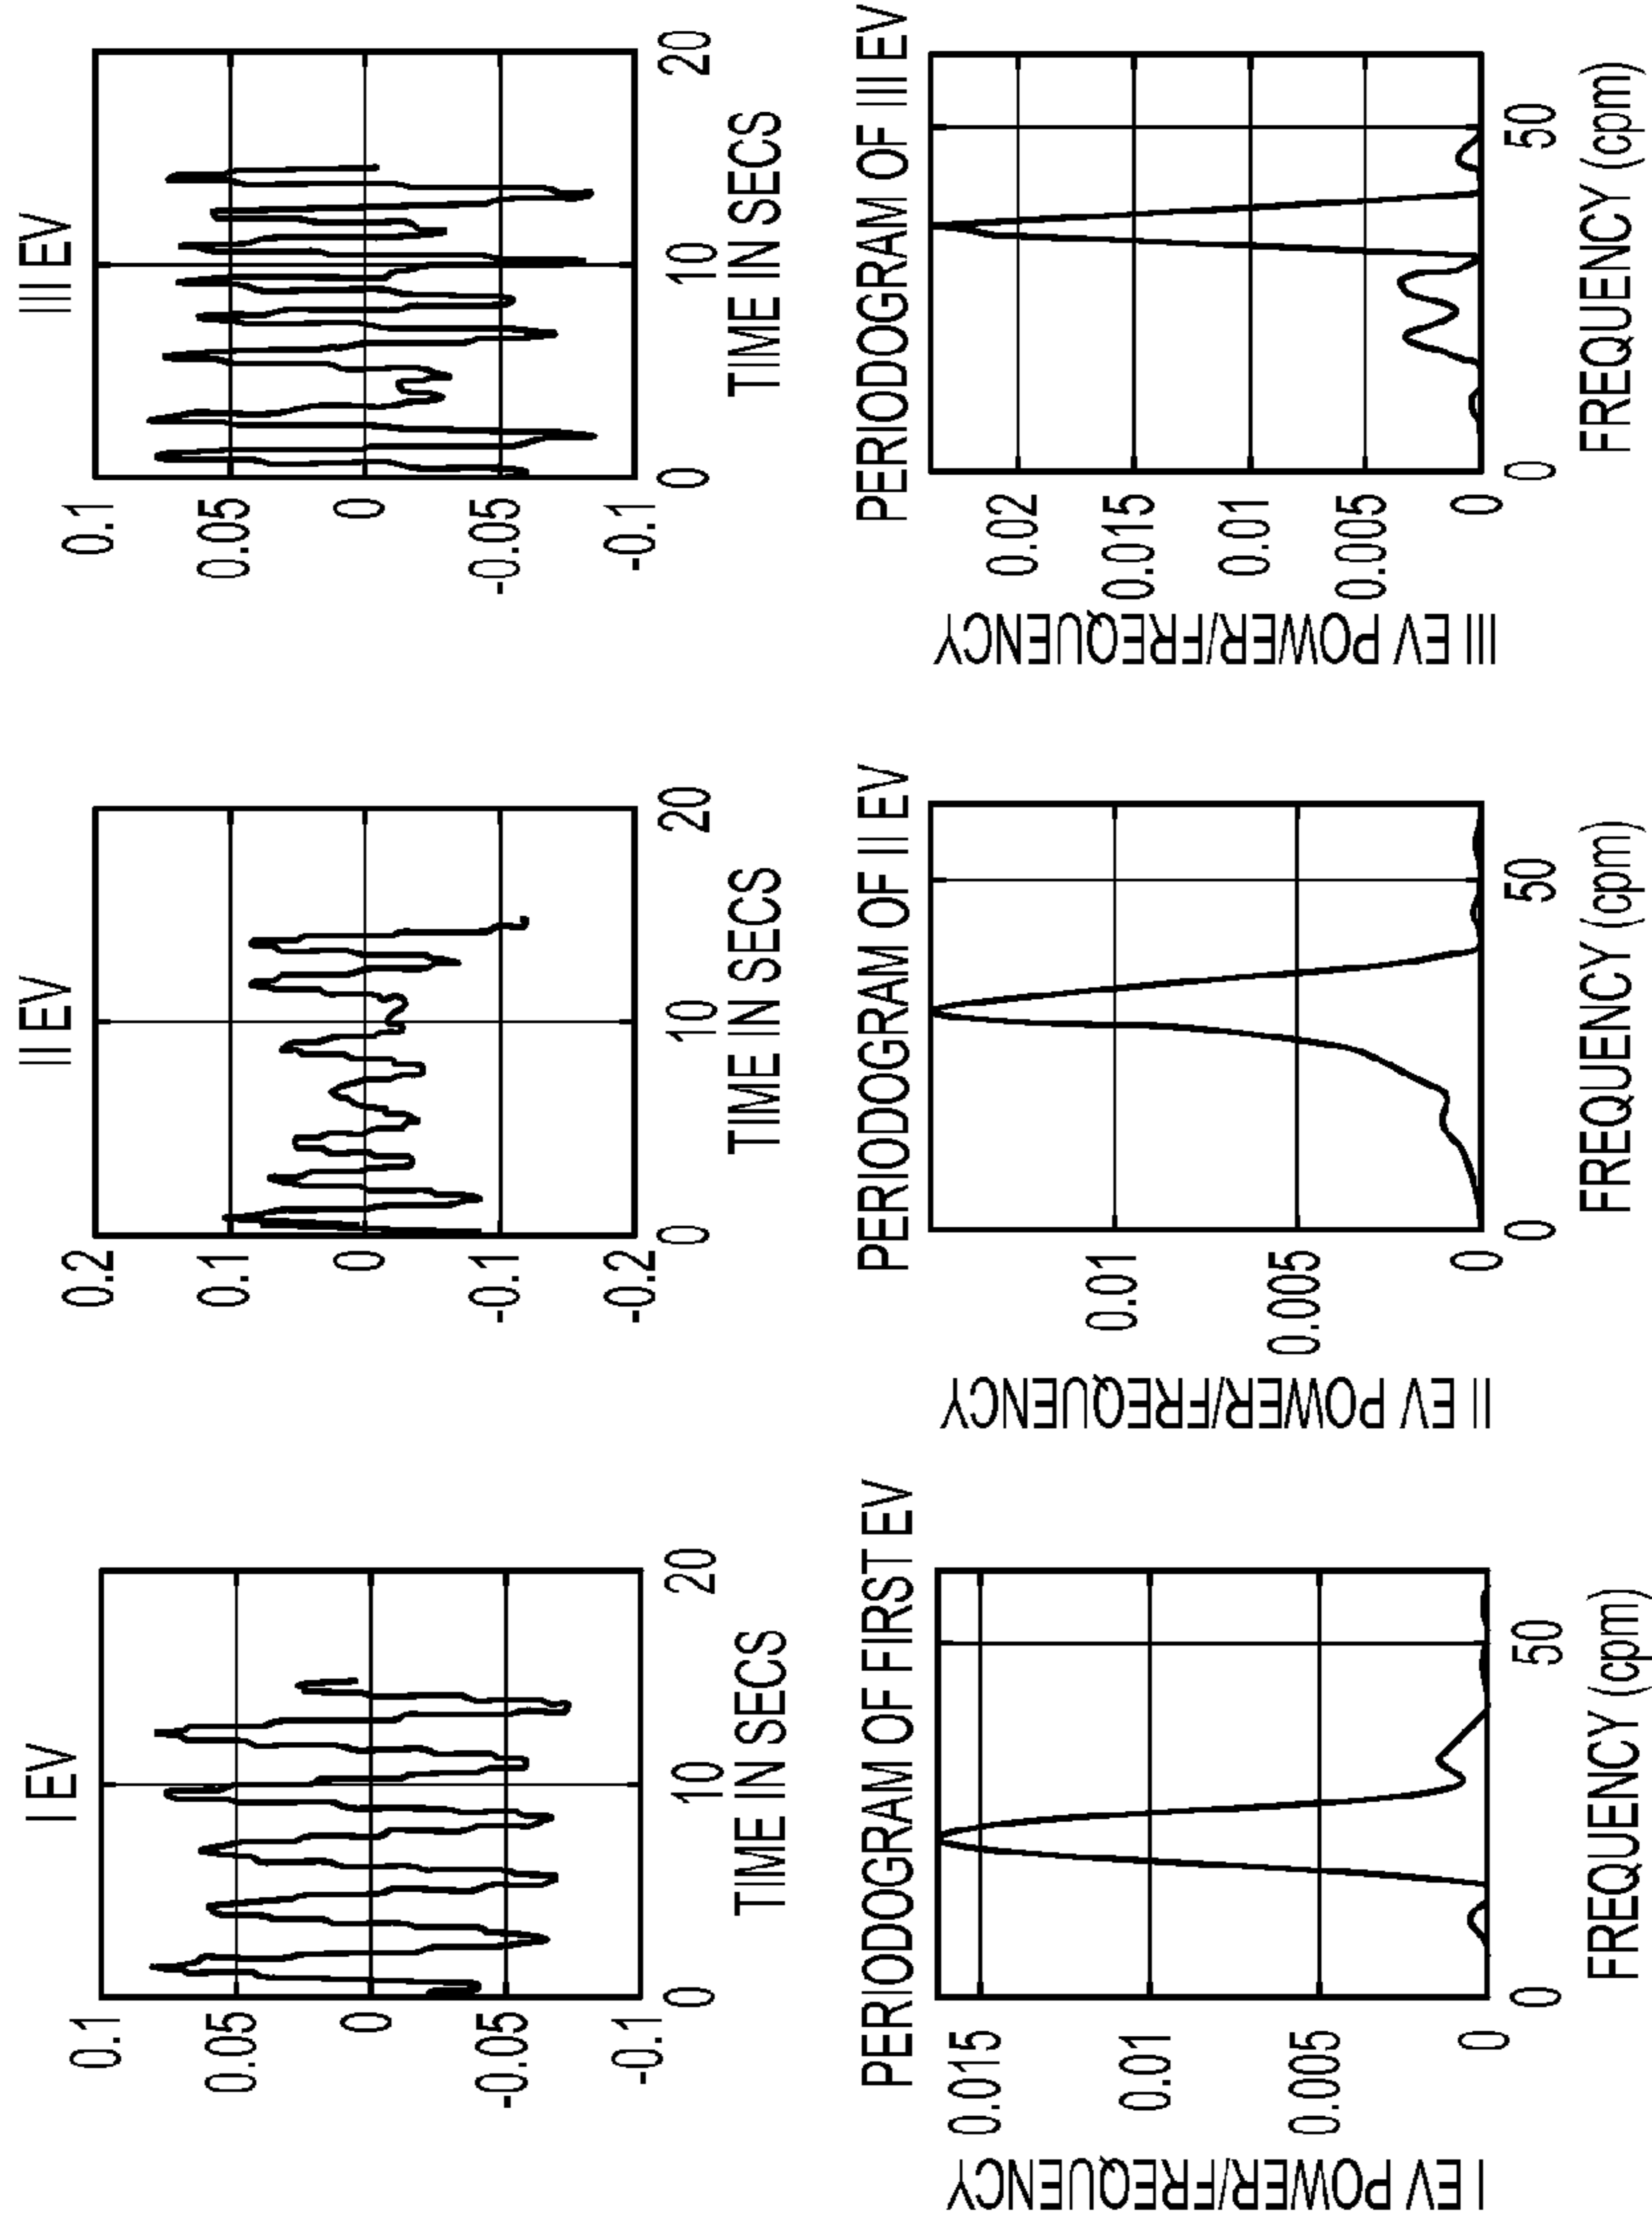 I EV
0.1
0.05
0
-0.05
-0.1
0
10
20
TIME IN SECS
II EV
0.2
0.1
0
-0.1
-0.2
0
10
20
TIME IN SECS
III EV
0.1
0.05
0
-0.05
-0.1
0
10
20
TIME IN SECS
PERIODOGRAM OF FIRST EV
I EV POWER/FREQUENCY
0.015
0.01
0.005
0
0
50
FREQUENCY (cpm)
PERIODOGRAM OF II EV
II EV POWER/FREQUENCY
0.01
0.005
0
0
50
FREQUENCY (cpm)
PERIODOGRAM OF III EV
III EV POWER/FREQUENCY
0.02
0.015
0.01
0.005
0
0
50
FREQUENCY (cpm)